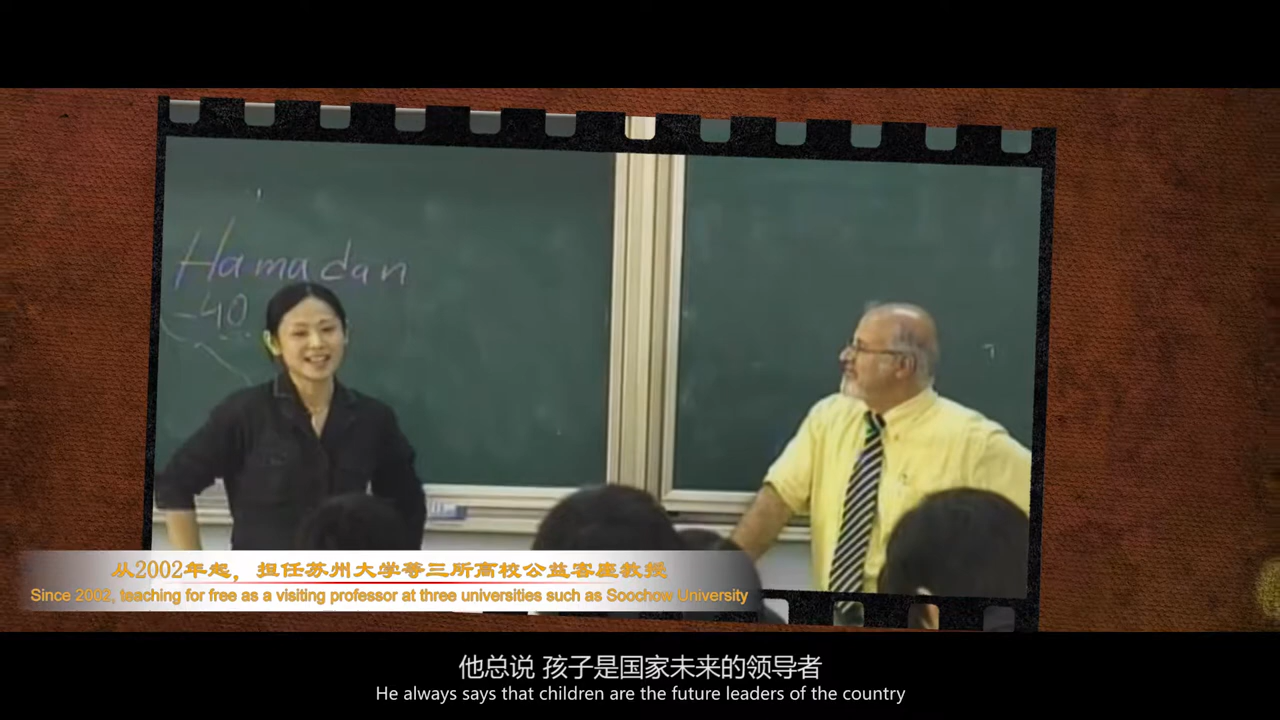 Hamadan
-40
从2002年起，担任苏州大学等三所高校公益客座教授
Since 2002, teaching for free as a visiting professor at three universities such as Soochow University
他总说 孩子是国家未来的领导者
He always says that children are the future leaders of the country